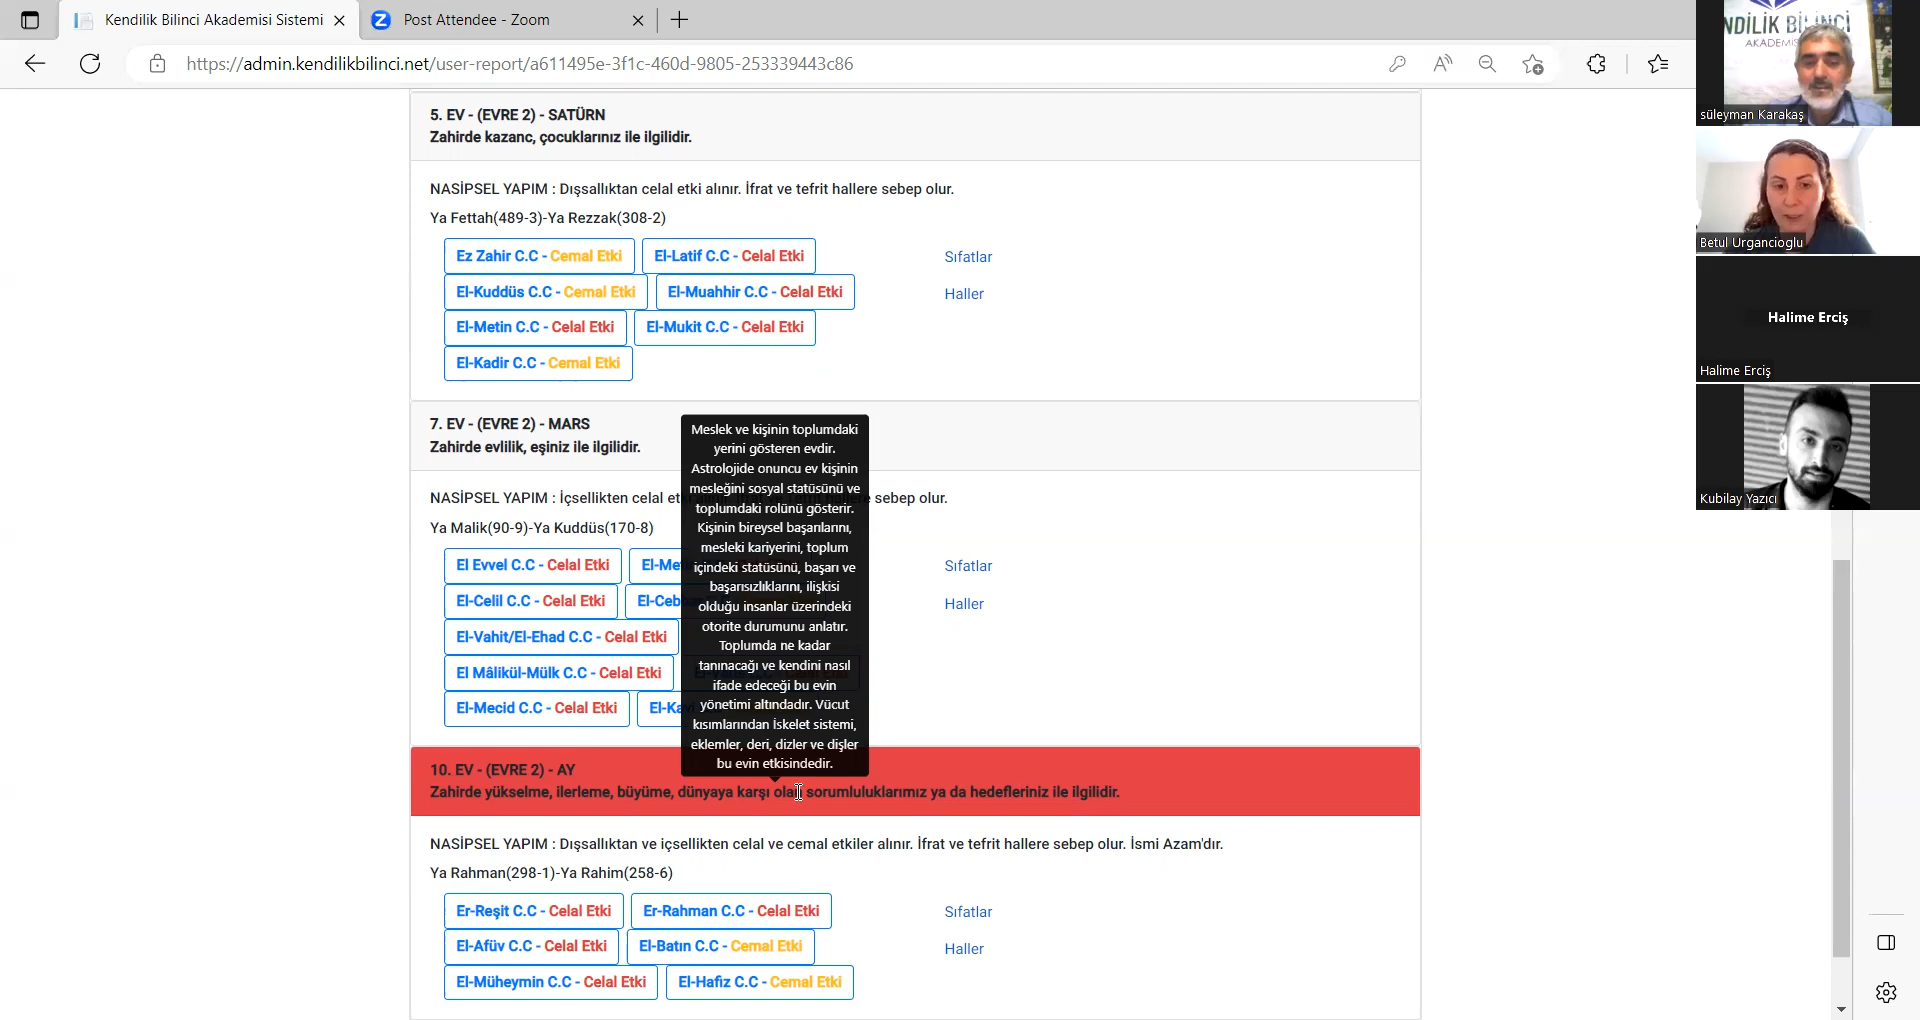 Kendilik Bilinci Akademisi Sistemi
Post Attendee - Zoom
https://admin.kendilikbilinci.net/user-report/a611495e-3f1c-460d-9805-253339443c86
5. EV - (EVRE 2) - SATÜRN
Zahirde kazanc, çocuklarınız ile ilgilidir.
NASİPSEL YAPIM : Dışsallıktan celal etki alınır. İfrat ve tefrit hallere sebep olur.
Ya Fettah(489-3)-Ya Rezzak(308-2)
Ez Zahir C.C - Cemal Etki
El-Latif C.C - Celal Etki
Sıfatlar
El-Kuddüs C.C - Cemal Etki
El-Muahhir C.C - Celal Etki
Haller
El-Metin C.C - Celal Etki
El-Mukit C.C - Celal Etki
El-Kadir C.C - Cemal Etki
7. EV - (EVRE 2) - MARS
Zahirde evlilik, eşiniz ile ilgilidir.
NASİPSEL YAPIM : İçsellikten celal et
sebep olur.
Ya Malik(90-9)-Ya Kuddüs(170-8)
El Evvel C.C - Celal Etki
El-Me
Sıfatlar
El-Celil C.C - Celal Etki
El-Ceb
Haller
El-Vahit/El-Ehad C.C - Celal Etki
El Mâlikül-Mülk C.C - Celal Etki
El-Mecid C.C - Celal Etki
El-Ka
Meslek ve kişinin toplumdaki
yerini gösteren evdir.
Astrolojide onuncu ev kişinin
mesleğini sosyal statüsünü ve
toplumdaki rolünü gösterir.
Kişinin bireysel başarılarını,
mesleki kariyerini, toplum
içindeki statüsünü, başarı ve
başarısızlıklarını, ilişkisi
olduğu insanlar üzerindeki
otorite durumunu anlatır.
Toplumda ne kadar
tanınacağı ve kendini nasıl
ifade edeceği bu evin
yönetimi altındadır. Vücut
kısımlarından İskelet sistemi,
eklemler, deri, dizler ve dişler
bu evin etkisindedir.
10. EV - (EVRE 2) - AY
Zahirde yükselme, ilerleme, büyüme, dünyaya karşı olan sorumluluklarımız ya da hedefleriniz ile ilgilidir.
NASİPSEL YAPIM : Dışsallıktan ve içsellikten celal ve cemal etkiler alınır. İfrat ve tefrit hallere sebep olur. İsmi Azam'dır.
Ya Rahman(298-1)-Ya Rahim(258-6)
Er-Reşit C.C - Celal Etki
Er-Rahman C.C - Celal Etki
Sıfatlar
El-Afüv C.C - Celal Etki
El-Batın C.C - Cemal Etki
Haller
El-Müheymin C.C - Celal Etki
El-Hafız C.C - Cemal Etki
NDİLİK BİLİNCİ
AKADEMİS
süleyman Karakaş
Betul Urgancioglu
Halime Erciş
Halime Erciş
Kubilay Yazıcı